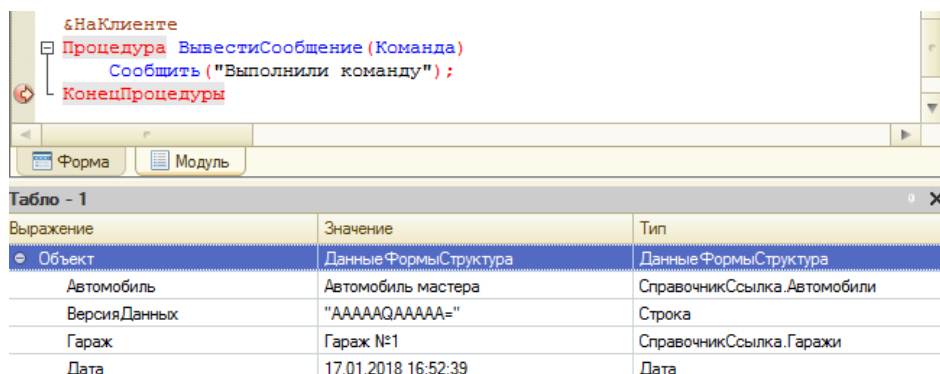 &НаКлиенте
Процедура ВывестиСообщение(Команда)
Сообщить("Выполнили команду");
КонецПроцедуры
Форма Модуль
Табло - 1
Выражение Значение Тип
Объект ДанныеФормыСтруктура ДанныеФормыСтруктура
Автомобиль Автомобиль мастера СправочникСсылка.Автомобили
ВерсияДанных "AAAAAQAAAAA=" Строка
Гараж Гараж №1 СправочникСсылка.Гаражи
Дата 17.01.2018 16:52:39 Дата